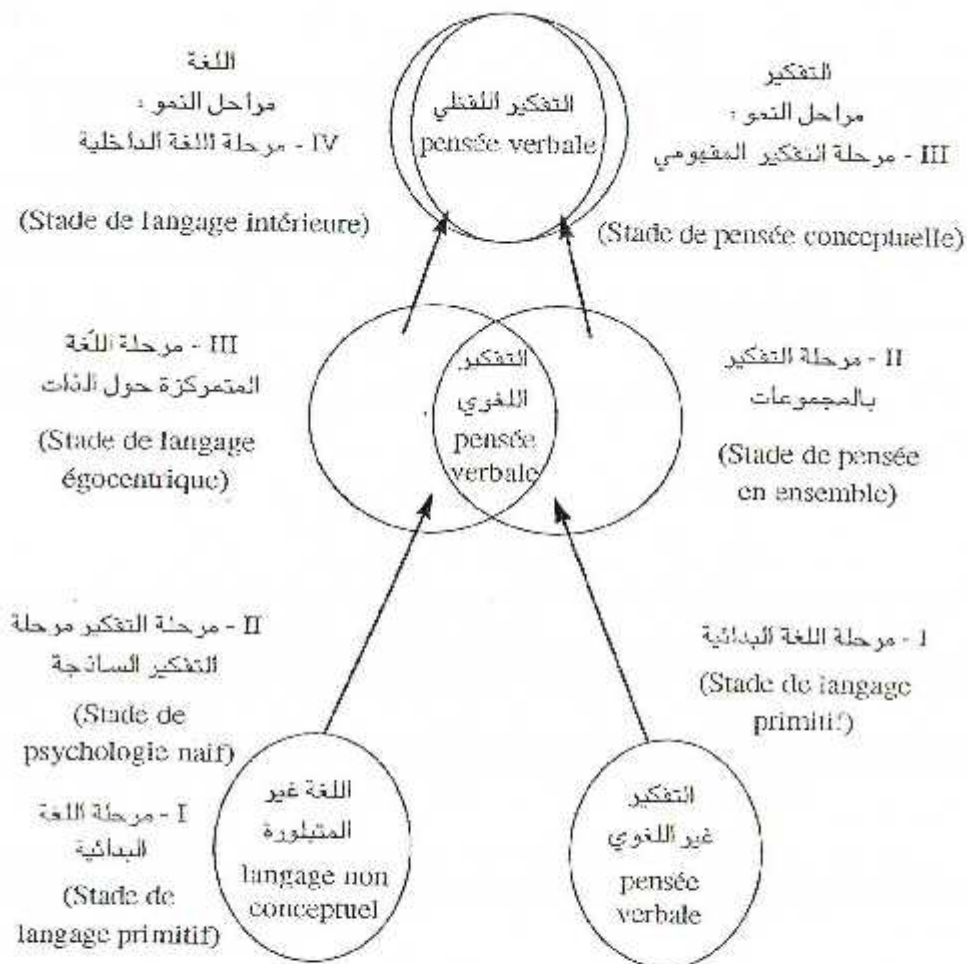 اللغة
مراحل النمو :
IV - مرحلة اللغة الداخلية
(Stade de langage intérieure)
التفكير اللفظي
pensée verbale
التفكير
مراحل النمو :
III - مرحلة التفكير المفهومي
(Stade de pensée conceptuelle)
III - مرحلة اللّغة
المتمركزة حول الذات
(Stade de langage
égocentrique)
التفكير
اللغوي
pensée
verbale
II - مرحلة التفكير
بالمجموعات
(Stade de pensée
en ensemble)
II - مرحلة التفكير مرحلة
التفكير الساذجة
(Stade de
psychologie naif)
I - مرحلة اللغة
البدائية
(Stade de
langage primitif)
اللغة غير
المتبلورة
langage non
conceptuel
I - مرحلة اللغة البدائية
(Stade de langage
primitif)
التفكير
غير اللغوي
pensée
verbale